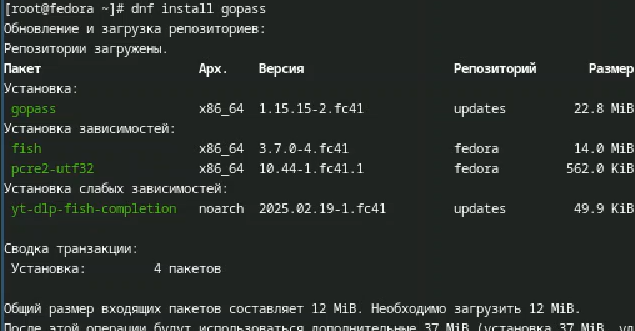 [root@fedora ~]# dnf install gopass
Обновление и загрузка репозиториев:
Репозитории загружены.
Пакет Арх. Версия Репозиторий Размер
Установка:
gopass x86_64 1.15.15-2.fc41 updates 22.8 MiB
Установка зависимостей:
fish x86_64 3.7.0-4.fc41 fedora 14.0 MiB
pcre2-utf32 x86_64 10.44-1.fc41.1 fedora 562.0 KiB
Установка слабых зависимостей:
yt-dlp-fish-completion noarch 2025.02.19-1.fc41 updates 49.9 KiB
Сводка транзакции:
Установка: 4 пакетов
Общий размер входящих пакетов составляет 12 MiB. Необходимо загрузить 12 MiB.
После этой операции будут использоваться дополнительные 37 MiB (установка 37 MiB, уд